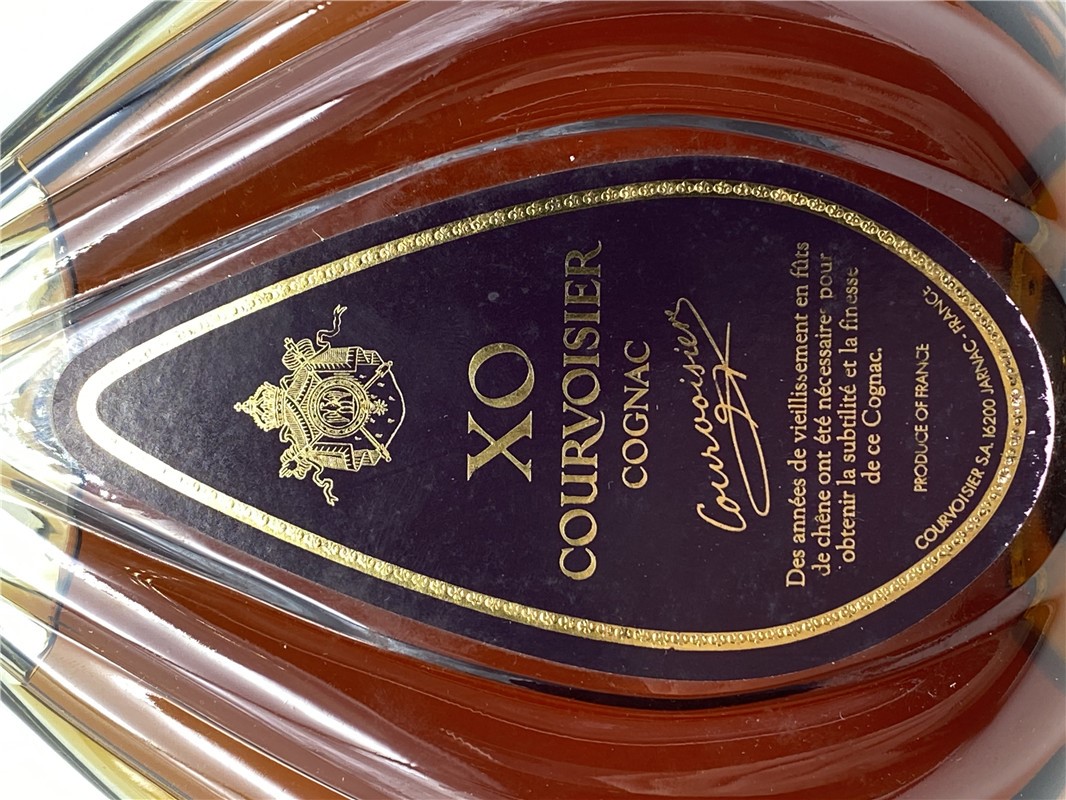 XO
COURVOISIER
COGNAC
Courvoisier
Des années de vieillissement en fûts
de chêne ont été nécessaires pour
obtenir la subtilité et la finesse
de ce Cognac.
PRODUCE OF FRANCE
COURVOISIER S.A. 16200 JARNAC - FRANCE